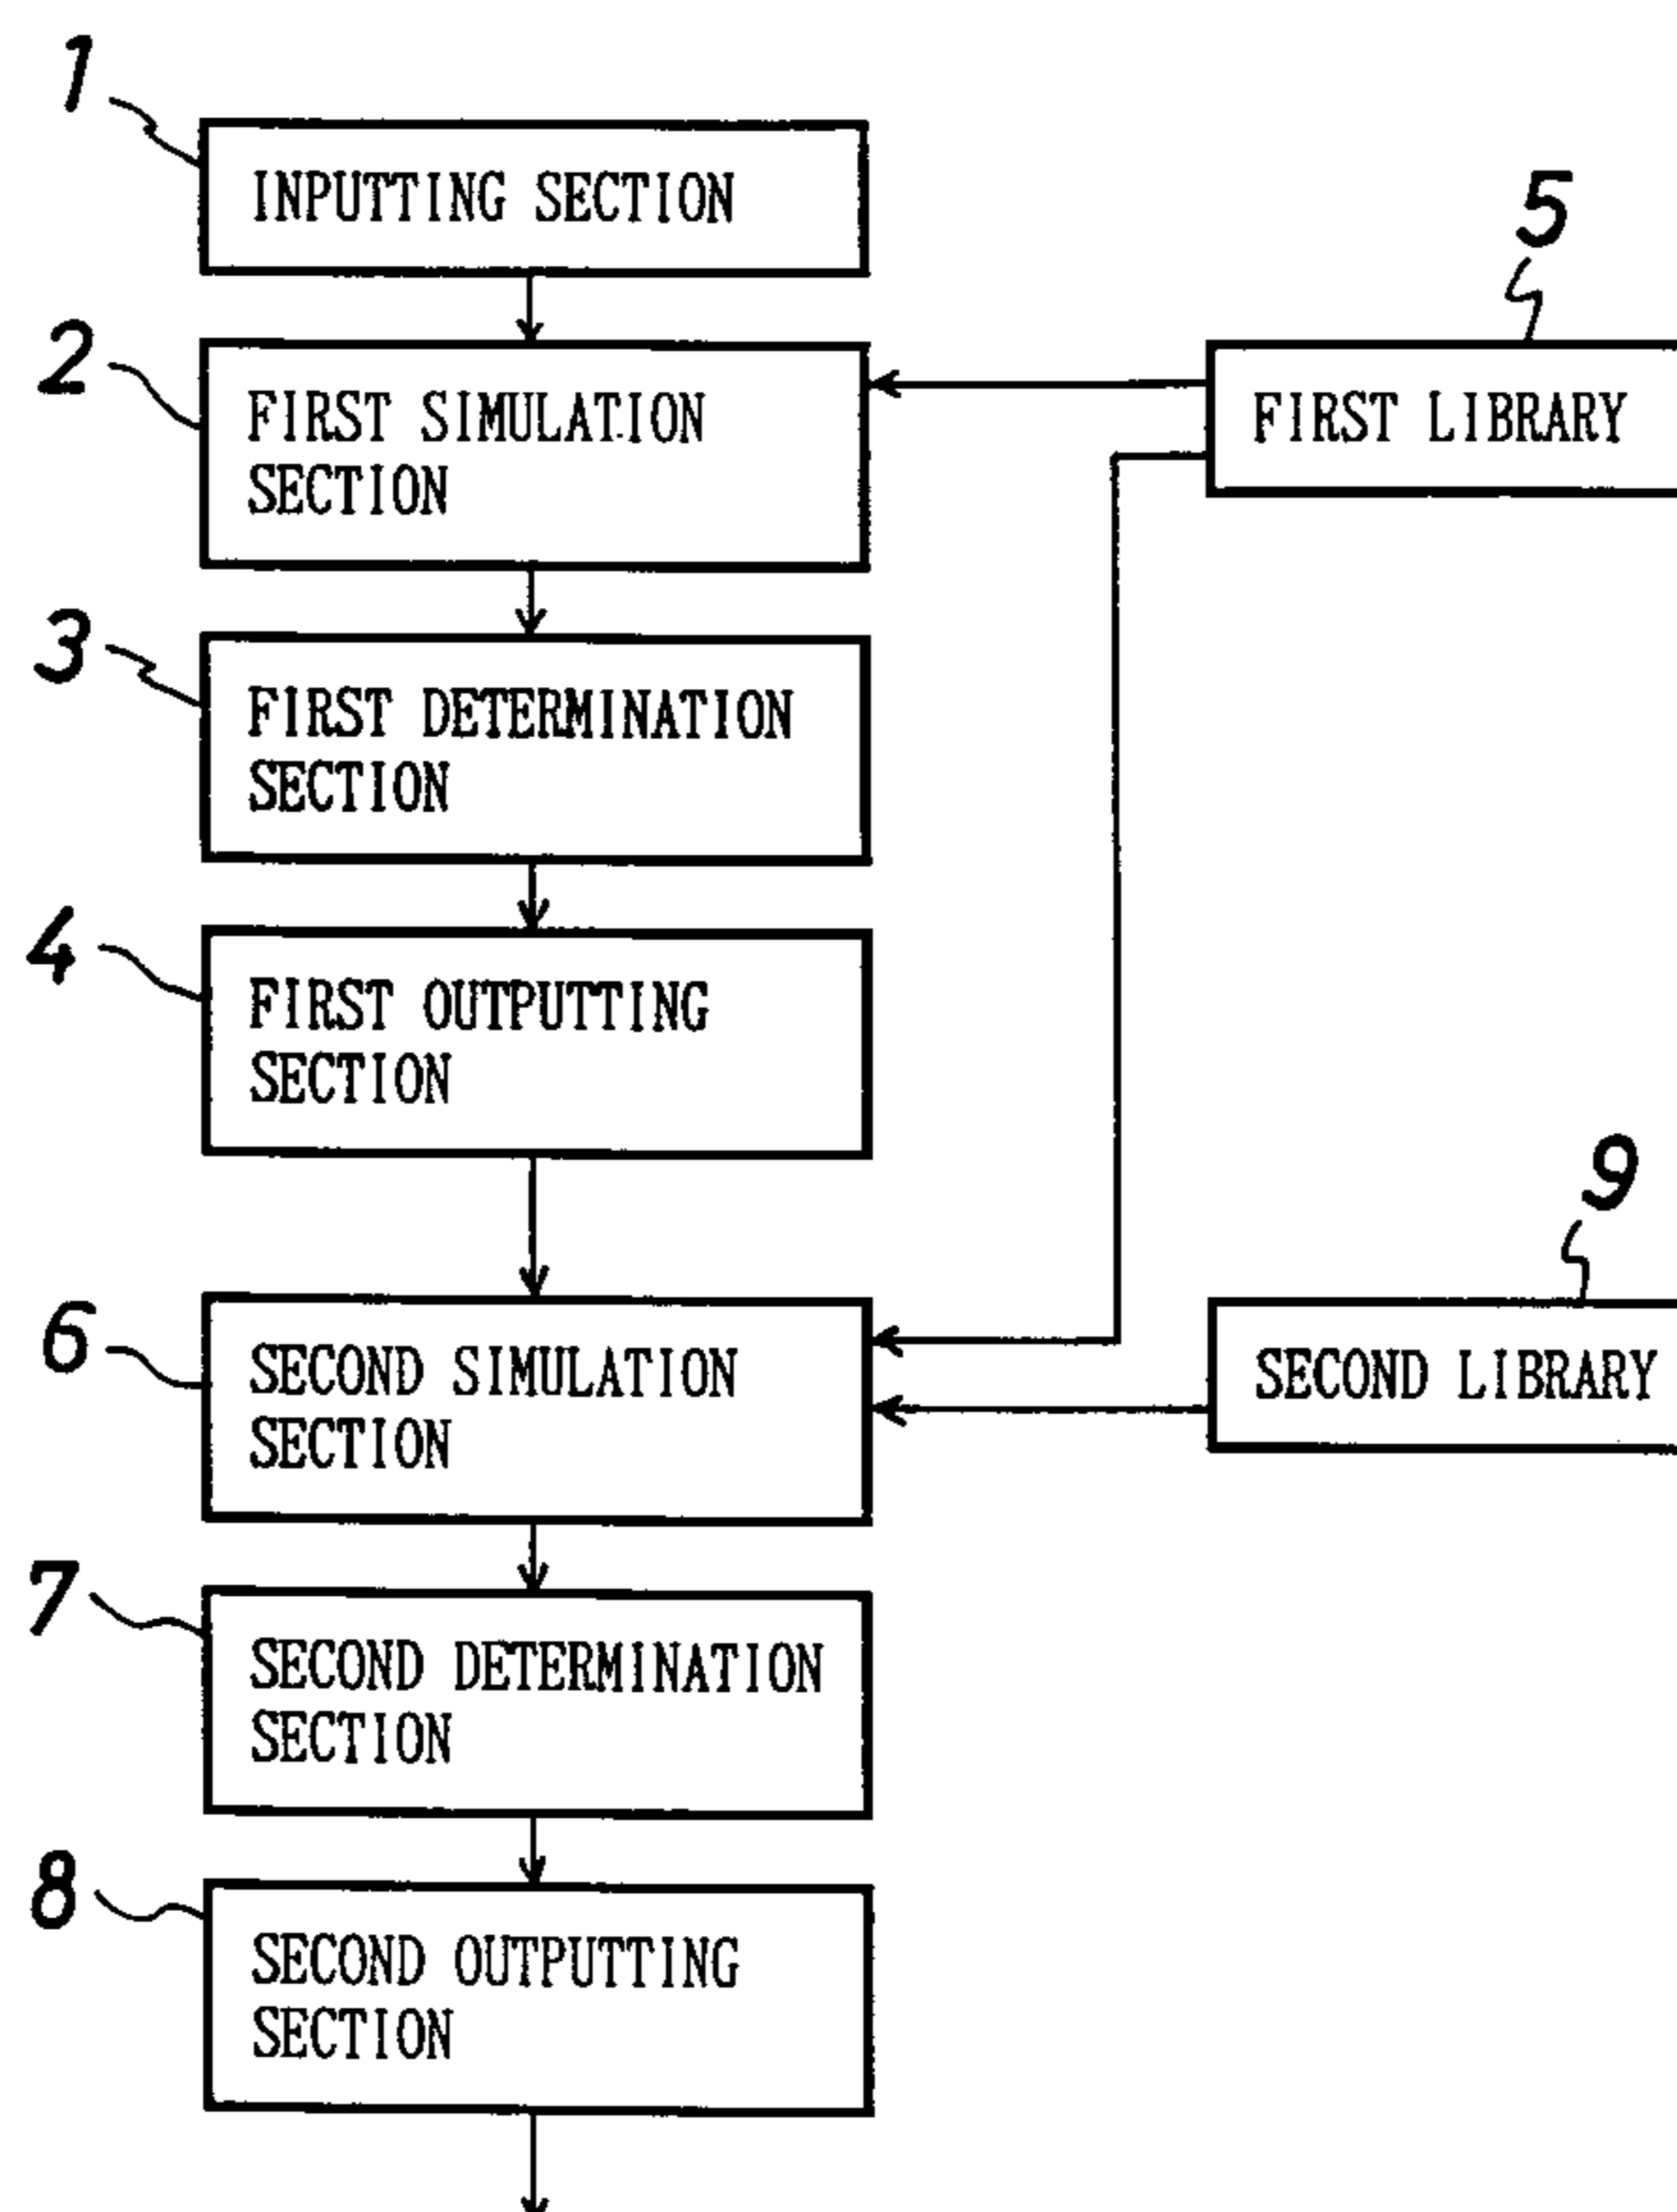 1
INPUTTING SECTION
2
FIRST SIMULATION
SECTION
5
FIRST LIBRARY
3
FIRST DETERMINATION
SECTION
4
FIRST OUTPUTTING
SECTION
6
SECOND SIMULATION
SECTION
9
SECOND LIBRARY
7
SECOND DETERMINATION
SECTION
8
SECOND OUTPUTTING
SECTION